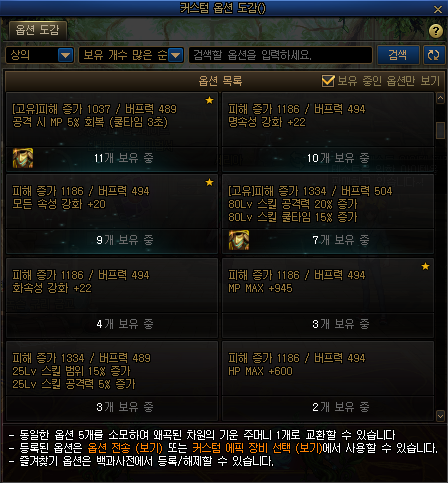 커스텀 옵션 도감()
옵션 도감
상의
보유 개수 많은 순
검색할 옵션을 입력하세요.
검색
옵션 목록
보유 중인 옵션만 보기
[고유]피해 증가 1037 / 버프력 489
공격 시 MP 5% 회복 (쿨타임 3초)
11개 보유 중
피해 증가 1186 / 버프력 494
명속성 강화 +22
10개 보유 중
피해 증가 1186 / 버프력 494
모든 속성 강화 +20
9개 보유 중
[고유]피해 증가 1334 / 버프력 504
80Lv 스킬 공격력 20% 증가
80Lv 스킬 쿨타임 15% 증가
7개 보유 중
피해 증가 1186 / 버프력 494
화속성 강화 +22
4개 보유 중
피해 증가 1186 / 버프력 494
MP MAX +945
3개 보유 중
피해 증가 1334 / 버프력 489
25Lv 스킬 범위 15% 증가
25Lv 스킬 공격력 5% 증가
3개 보유 중
피해 증가 1186 / 버프력 494
HP MAX +600
2개 보유 중
- 동일한 옵션 5개를 소모하여 왜곡된 차원의 기운 주머니 1개로 교환할 수 있습니다
- 등록된 옵션은 옵션 전송 (보기) 또는 커스텀 에픽 장비 선택 (보기)에서 사용할 수 있습니다.
- 즐겨찾기 옵션은 백과사전에서 등록/해제할 수 있습니다.